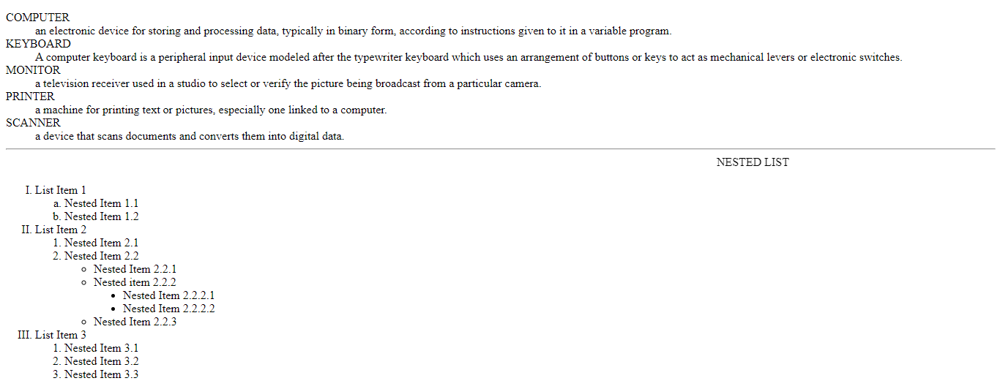 COMPUTER
an electronic device for storing and processing data, typically in binary form, according to instructions given to it in a variable program.
KEYBOARD
A computer keyboard is a peripheral input device modeled after the typewriter keyboard which uses an arrangement of buttons or keys to act as mechanical levers or electronic switches.
MONITOR
a television receiver used in a studio to select or verify the picture being broadcast from a particular camera.
PRINTER
a machine for printing text or pictures, especially one linked to a computer.
SCANNER
a device that scans documents and converts them into digital data.
NESTED LIST
I. List Item 1
a. Nested Item 1.1
b. Nested Item 1.2
II. List Item 2
1. Nested Item 2.1
2. Nested Item 2.2
◦ Nested Item 2.2.1
◦ Nested item 2.2.2
• Nested Item 2.2.2.1
• Nested Item 2.2.2.2
◦ Nested Item 2.2.3
III. List Item 3
1. Nested Item 3.1
2. Nested Item 3.2
3. Nested Item 3.3